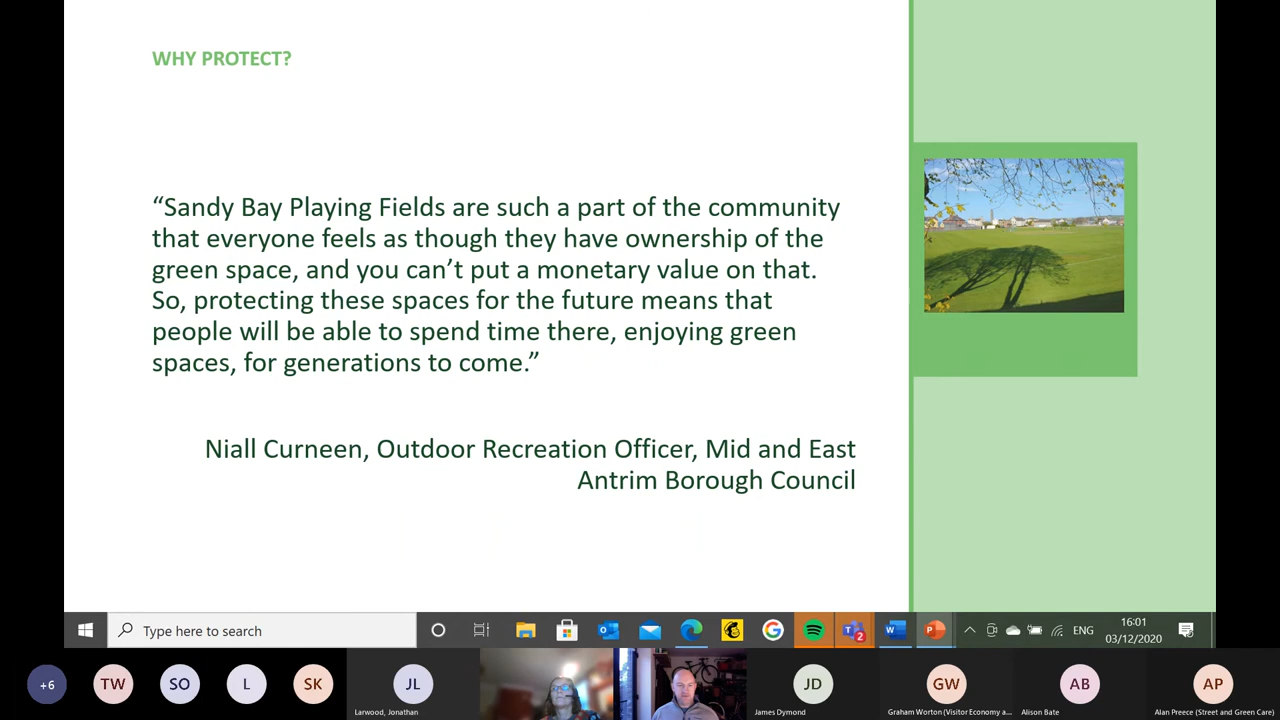 WHY PROTECT?
“Sandy Bay Playing Fields are such a part of the community
that everyone feels as though they have ownership of the
green space, and you can’t put a monetary value on that.
So, protecting these spaces for the future means that
people will be able to spend time there, enjoying green
spaces, for generations to come.”
Niall Curneen, Outdoor Recreation Officer, Mid and East
Antrim Borough Council
Type here to search
2
ENG
16:01
03/12/2020
+6
TW
SO
L
SK
JL
Larwood, Jonathan
JD
James Dymond
GW
Graham Worton (Visitor Economy a...
AB
Alison Bate
AP
Alan Preece (Street and Green Care)